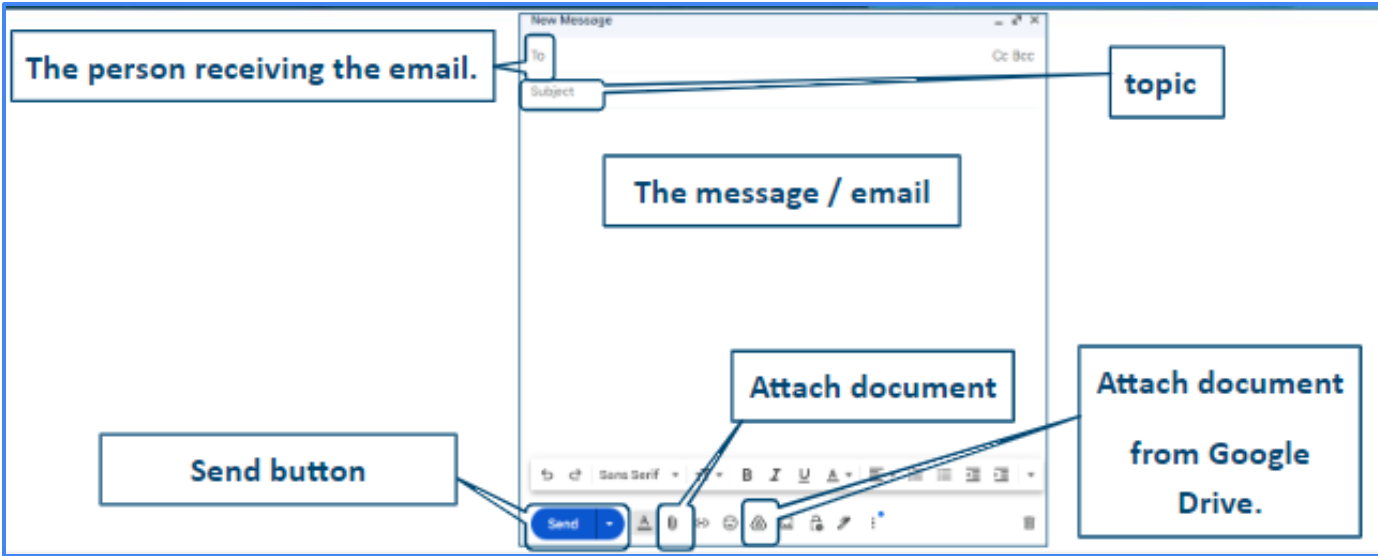 New Message
The person receiving the email.
To
Cc Bcc
Subject
topic
The message / email
Attach document
Attach document
from Google
Drive.
Send button
Sans Serif
B I U A
Send
A